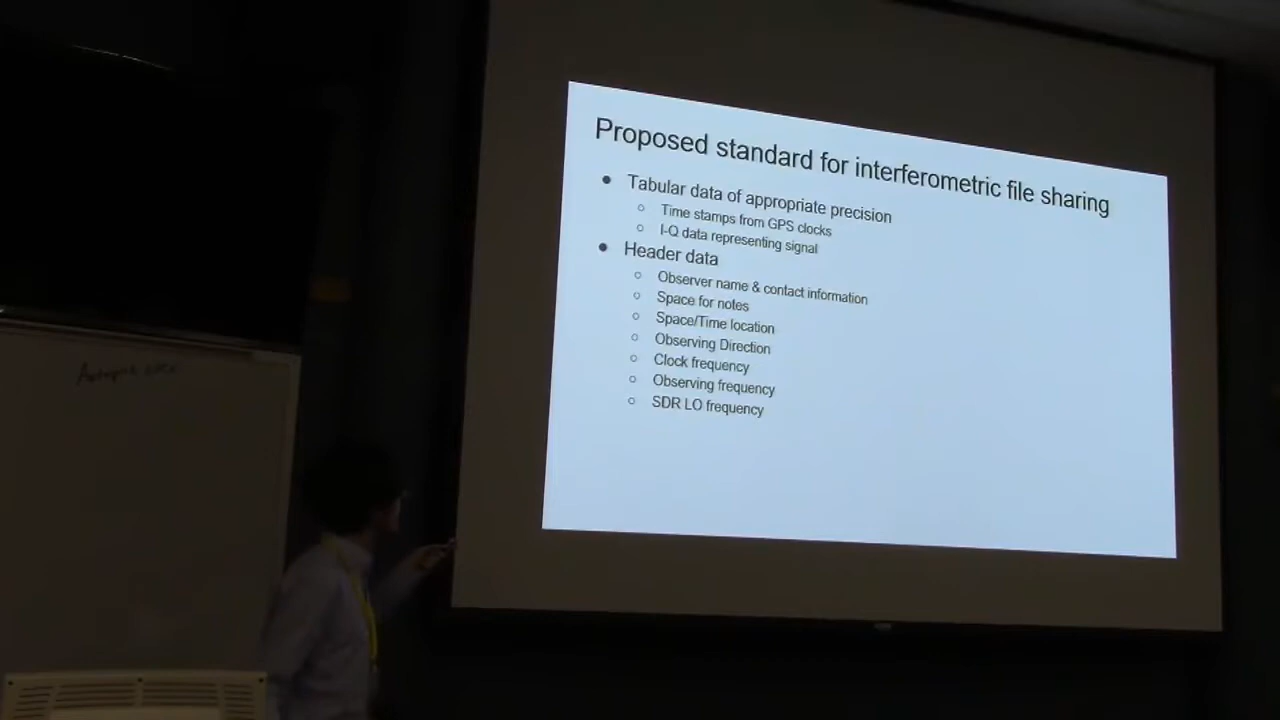 Proposed standard for interferometric file sharing
● Tabular data of appropriate precision
○ Time stamps from GPS clocks
○ I-Q data representing signal
● Header data
○ Observer name & contact information
○ Space for notes
○ Space/Time location
○ Observing Direction
○ Clock frequency
○ Observing frequency
○ SDR LO frequency